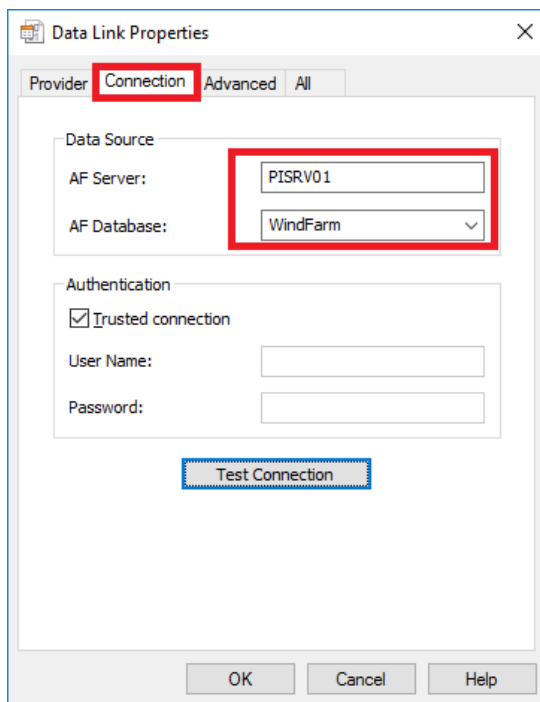 Data Link Properties
Provider Connection Advanced All
Data Source
AF Server: PISRV01
AF Database: WindFarm
Authentication
Trusted connection
User Name:
Password:
Test Connection
OK Cancel Help